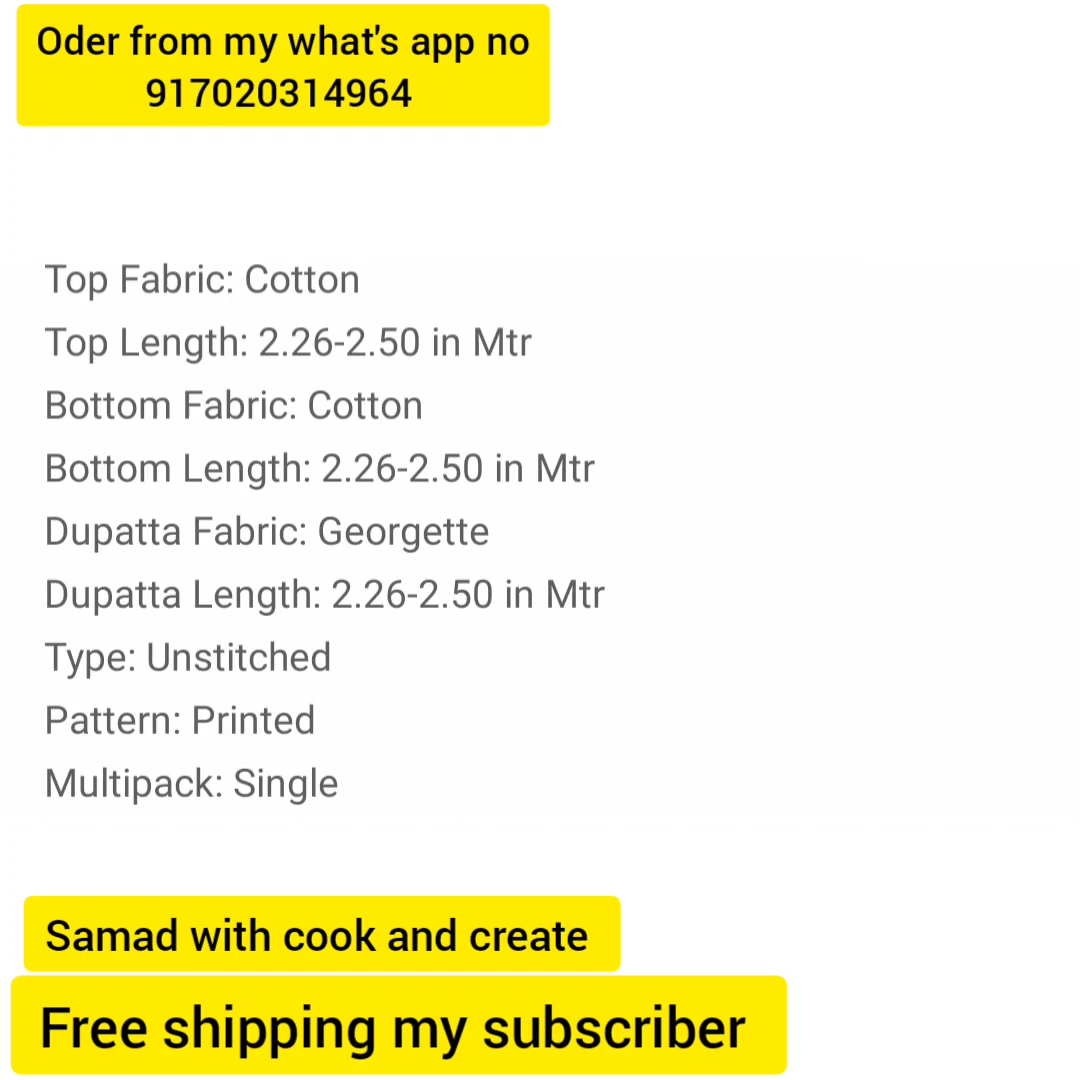 Oder from my what's app no
917020314964
Top Fabric: Cotton
Top Length: 2.26-2.50 in Mtr
Bottom Fabric: Cotton
Bottom Length: 2.26-2.50 in Mtr
Dupatta Fabric: Georgette
Dupatta Length: 2.26-2.50 in Mtr
Type: Unstitched
Pattern: Printed
Multipack: Single
Samad with cook and create
Free shipping my subscriber